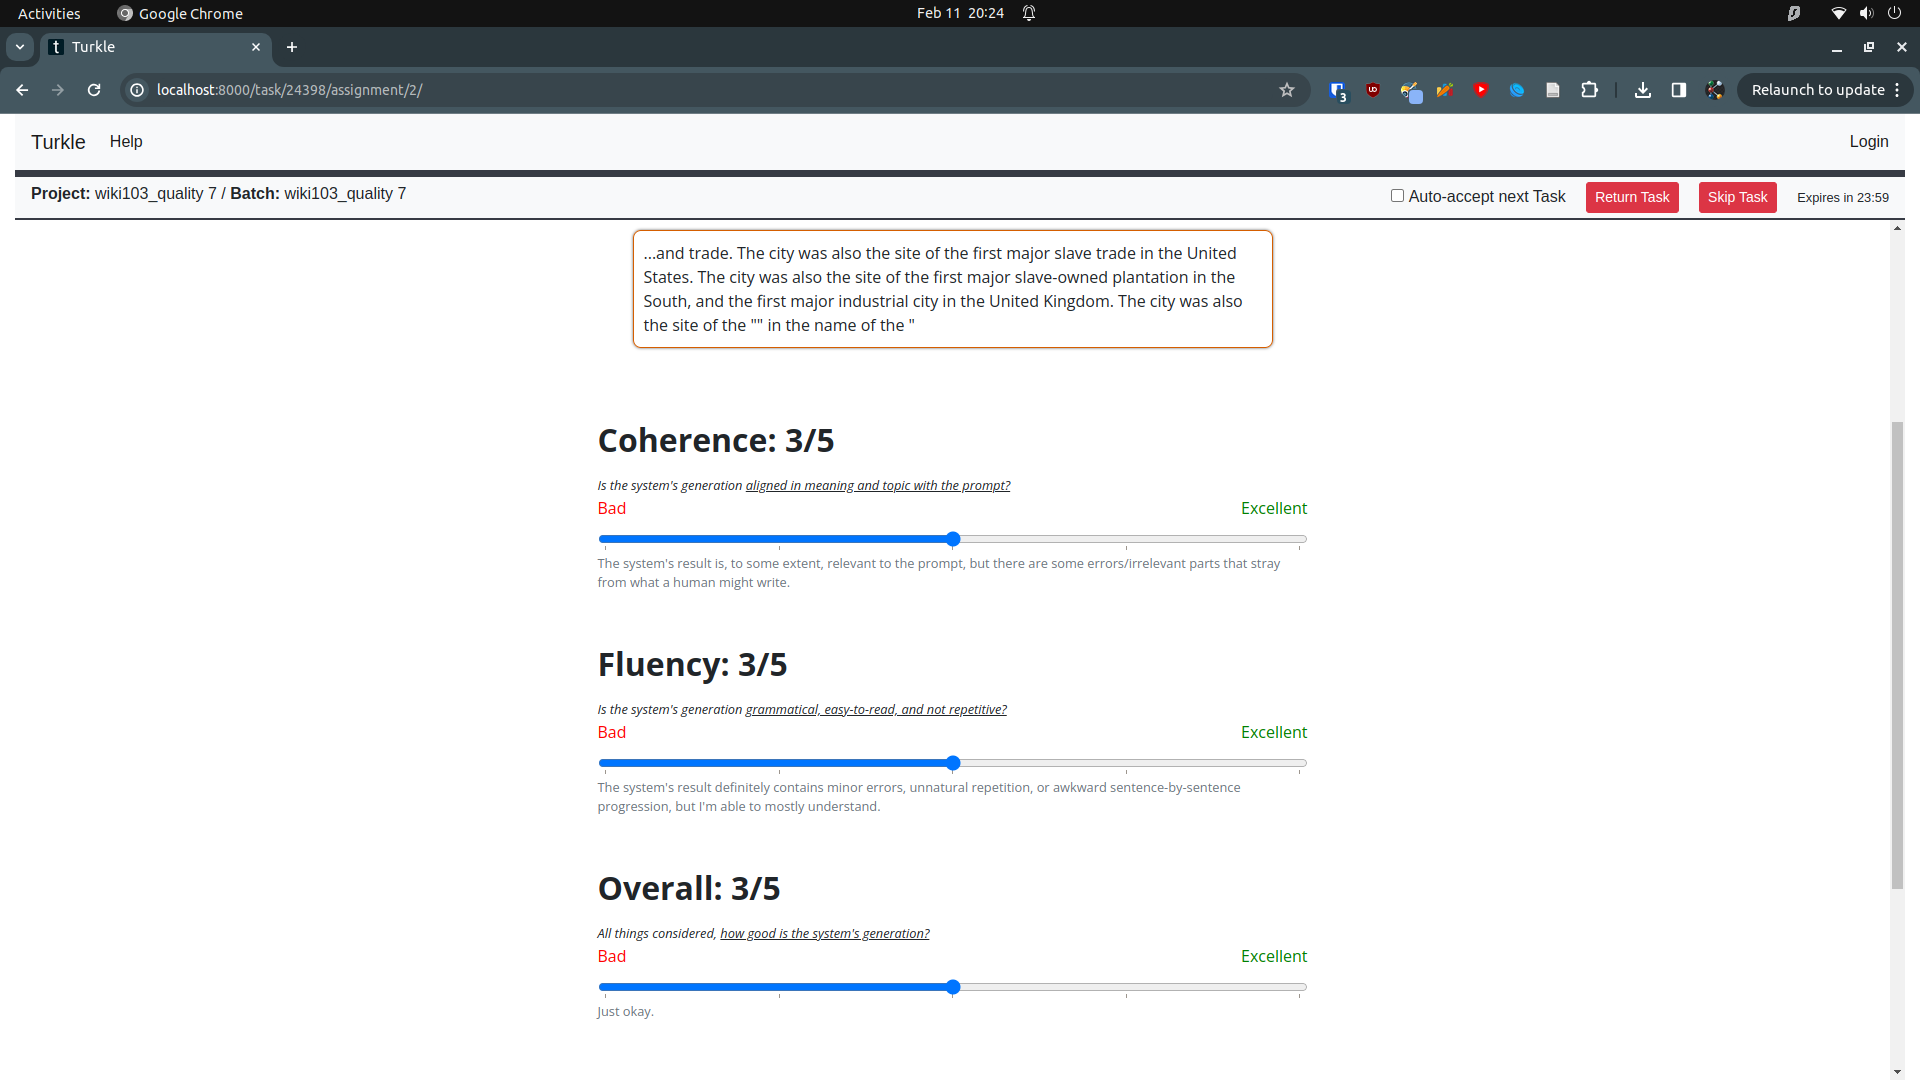 Activities
Google Chrome
Feb 11 20:24
Turkle
localhost:8000/task/24398/assignment/2/
3
Relaunch to update
Turkle
Help
Login
Project: wiki103_quality 7 / Batch: wiki103_quality 7
Auto-accept next Task
Return Task
Skip Task
Expires in 23:59
...and trade. The city was also the site of the first major slave trade in the United
States. The city was also the site of the first major slave-owned plantation in the
South, and the first major industrial city in the United Kingdom. The city was also
the site of the "" in the name of the "
Coherence: 3/5
Is the system's generation aligned in meaning and topic with the prompt?
Bad
Excellent
The system's result is, to some extent, relevant to the prompt, but there are some errors/irrelevant parts that stray
from what a human might write.
Fluency: 3/5
Is the system's generation grammatical, easy-to-read, and not repetitive?
Bad
Excellent
The system's result definitely contains minor errors, unnatural repetition, or awkward sentence-by-sentence
progression, but I'm able to mostly understand.
Overall: 3/5
All things considered, how good is the system's generation?
Bad
Excellent
Just okay.